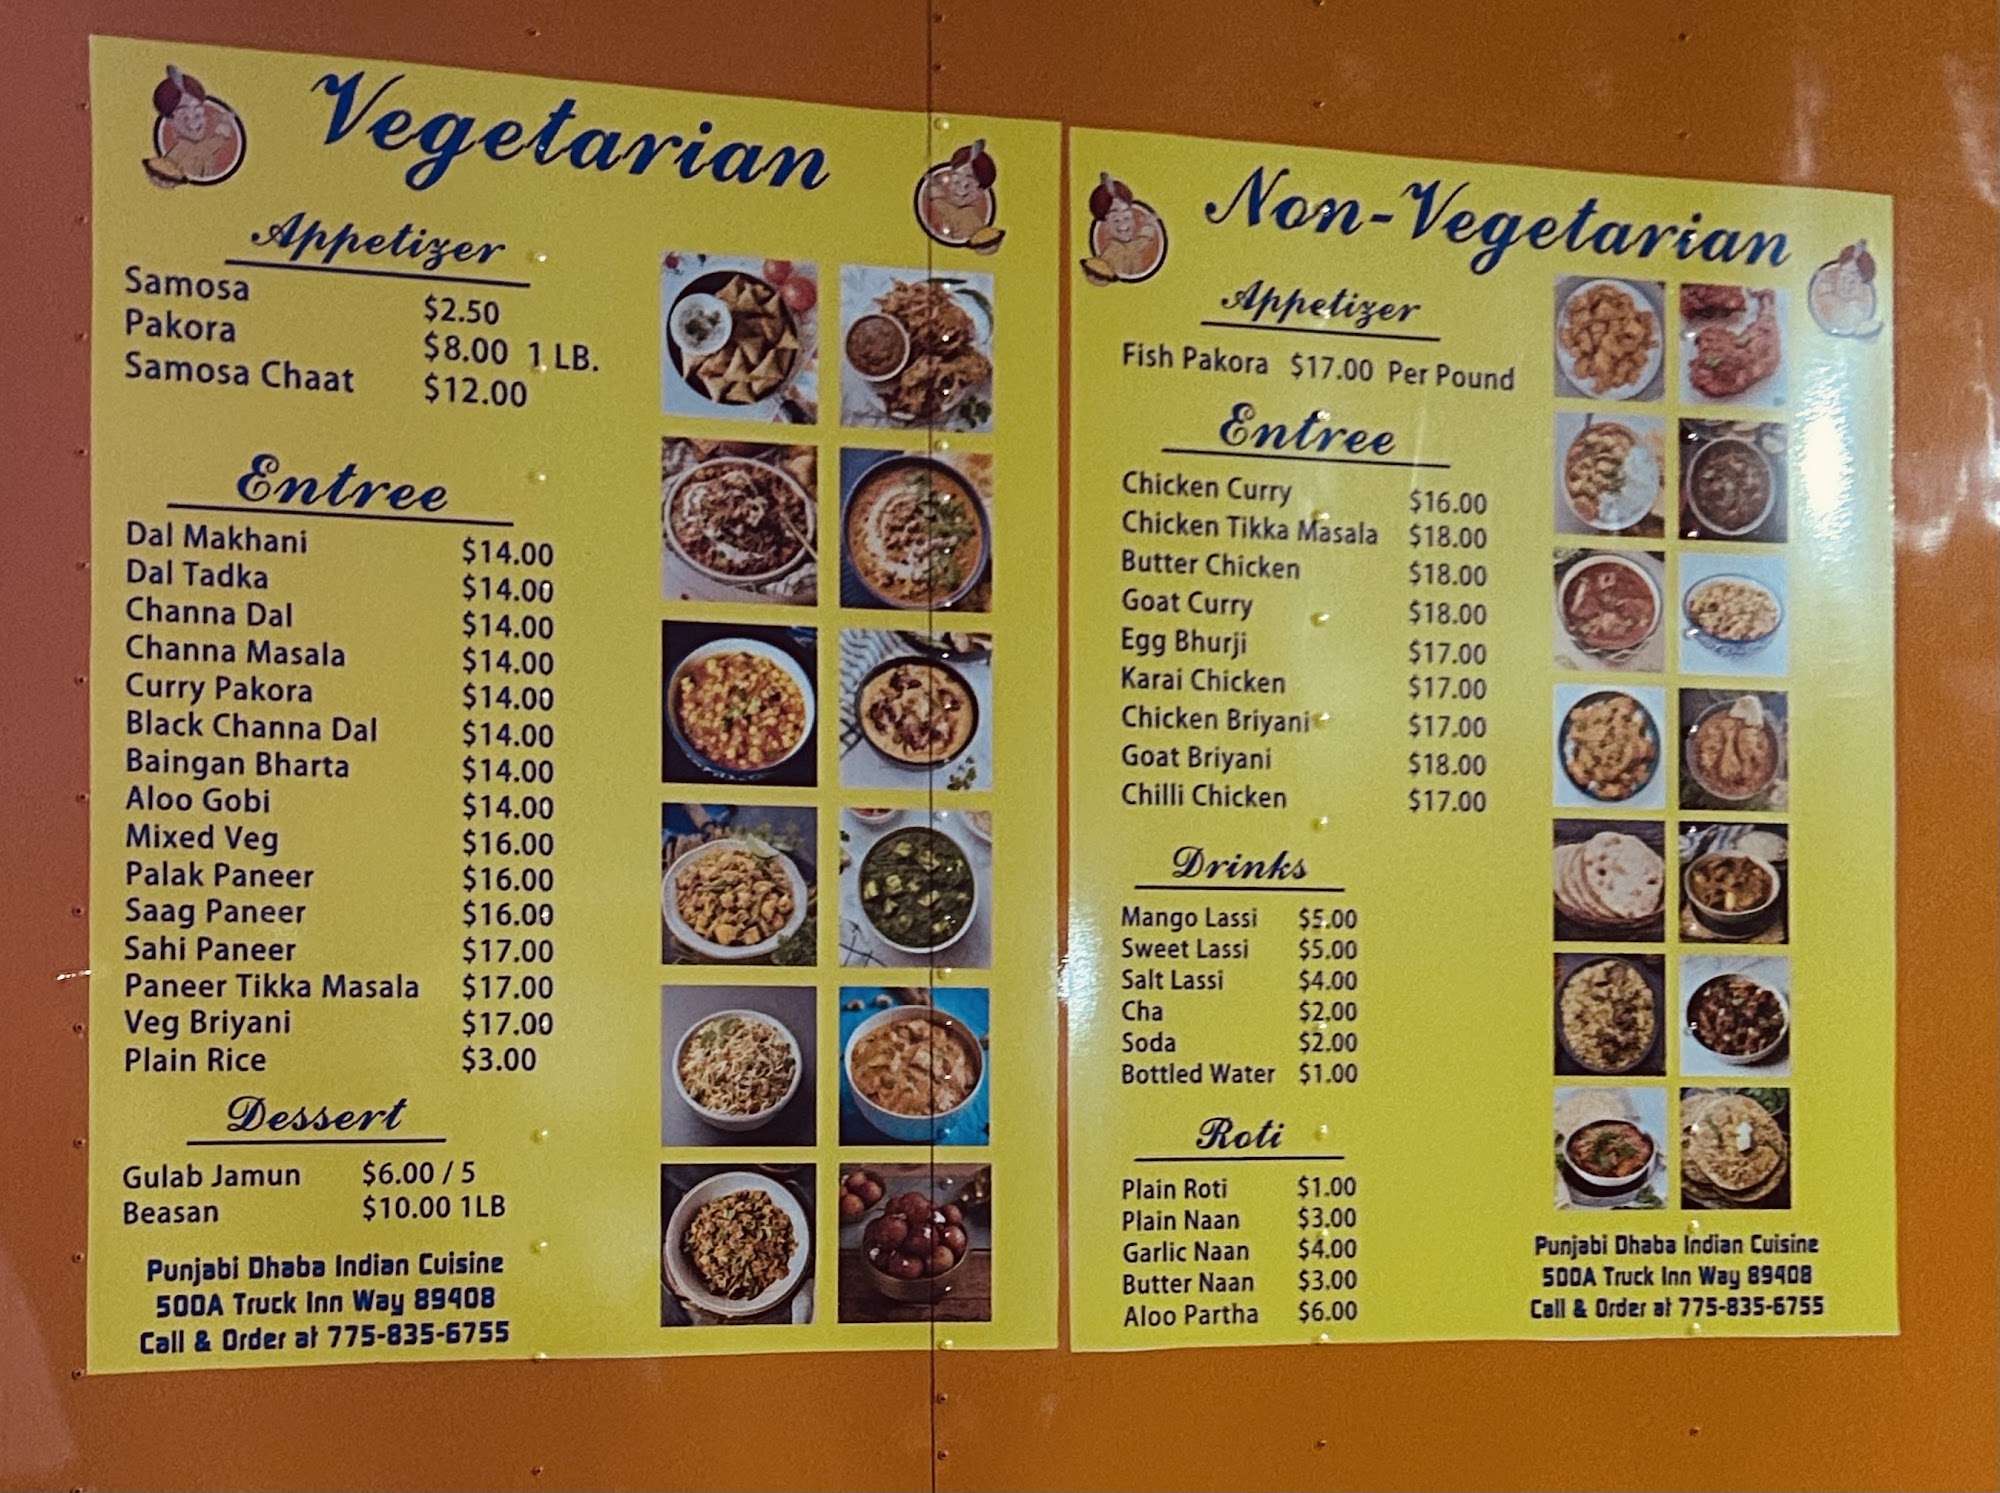 Vegetarian
Appetizer
Samosa $2.50
Pakora $8.00 1 LB.
Samosa Chaat $12.00
Entree
Dal Makhani $14.00
Dal Tadka $14.00
Channa Dal $14.00
Channa Masala $14.00
Curry Pakora $14.00
Black Channa Dal $14.00
Baingan Bharta $14.00
Aloo Gobi $14.00
Mixed Veg $16.00
Palak Paneer $16.00
Saag Paneer $16.00
Sahi Paneer $17.00
Paneer Tikka Masala $17.00
Veg Briyani $17.00
Plain Rice $3.00
Dessert
Gulab Jamun $6.00 / 5
Beasan $10.00 1LB
Punjabi Dhaba Indian Cuisine
500A Truck Inn Way 89408
Call & Order at 775-835-6755
Non-Vegetarian
Appetizer
Fish Pakora $17.00 Per Pound
Entree
Chicken Curry $16.00
Chicken Tikka Masala $18.00
Butter Chicken $18.00
Goat Curry $18.00
Egg Bhurji $17.00
Karai Chicken $17.00
Chicken Briyani $17.00
Goat Briyani $18.00
Chilli Chicken $17.00
Drinks
Mango Lassi $5.00
Sweet Lassi $5.00
Salt Lassi $4.00
Cha $2.00
Soda $2.00
Bottled Water $1.00
Roti
Plain Roti $1.00
Plain Naan $3.00
Garlic Naan $4.00
Butter Naan $3.00
Aloo Partha $6.00
Punjabi Dhaba Indian Cuisine
500A Truck Inn Way 89408
Call & Order at 775-835-6755